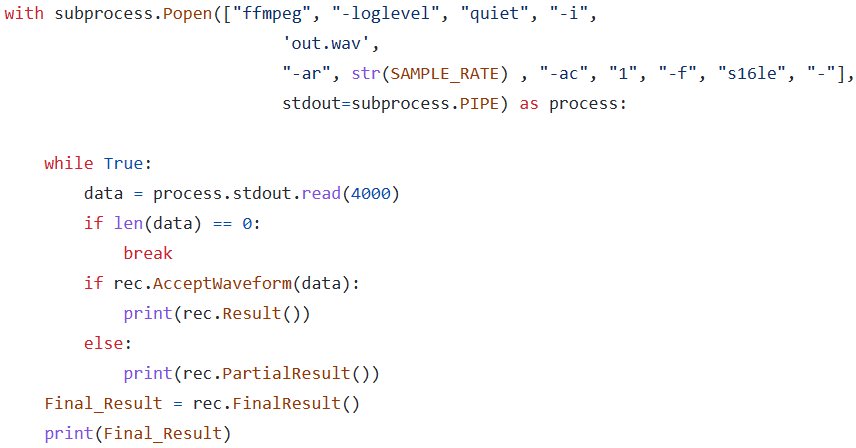 with subprocess.Popen(["ffmpeg", "-loglevel", "quiet", "-i",
                            'out.wav',
                            "-ar", str(SAMPLE_RATE) , "-ac", "1", "-f", "s16le", "-"],
                            stdout=subprocess.PIPE) as process:

    while True:
        data = process.stdout.read(4000)
        if len(data) == 0:
            break
        if rec.AcceptWaveform(data):
            print(rec.Result())
        else:
            print(rec.PartialResult())
    Final_Result = rec.FinalResult()
    print(Final_Result)